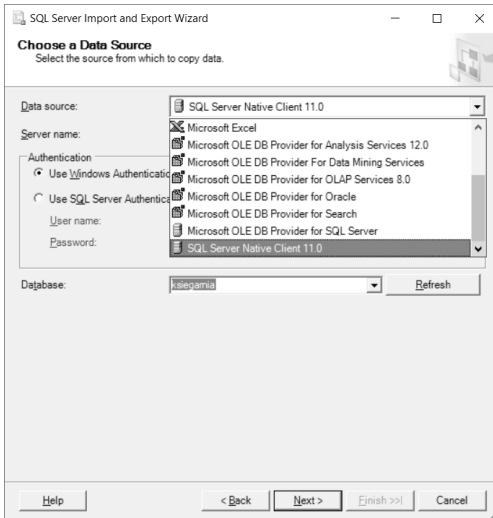 SQL Server Import and Export Wizard
Choose a Data Source
Select the source from which to copy data.
Data source:
SQL Server Native Client 11.0
Server name:
Microsoft Excel
Microsoft OLE DB Provider for Analysis Services 12.0
Authentication
Microsoft OLE DB Provider For Data Mining Services
Use Windows Authenticatic
Microsoft OLE DB Provider for OLAP Services 8.0
Microsoft OLE DB Provider for Oracle
Use SQL Server Authentica
Microsoft OLE DB Provider for Search
User name:
Microsoft OLE DB Provider for SQL Server
Password:
SQL Server Native Client 11.0
Database:
ksiegarnia
Refresh
Help
< Back
Next >
Finish >>|
Cancel